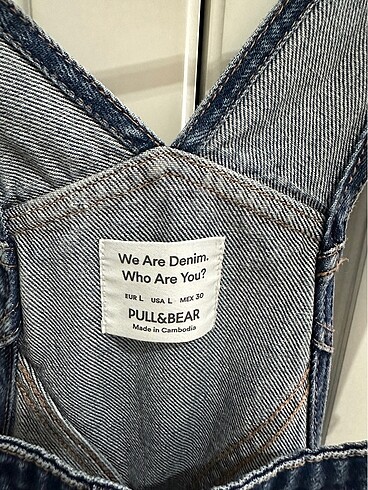 We Are Denim.
Who Are You?
EUR L USA L MEX 30
PULL&BEAR
Made in Cambodia